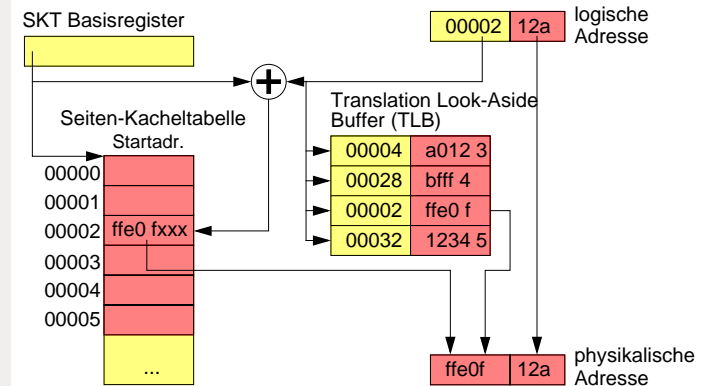 SKT Basisregister
00002 12a
logische
Adresse
+
Seiten-Kacheltabelle
Startadr.
Translation Look-Aside
Buffer (TLB)
00000
00001
00002 ffe0 fxxx
00003
00004
00005
...
00004 a012 3
00028 bfff 4
00002 ffe0 f
00032 1234 5
ffe0f 12a
physikalische
Adresse